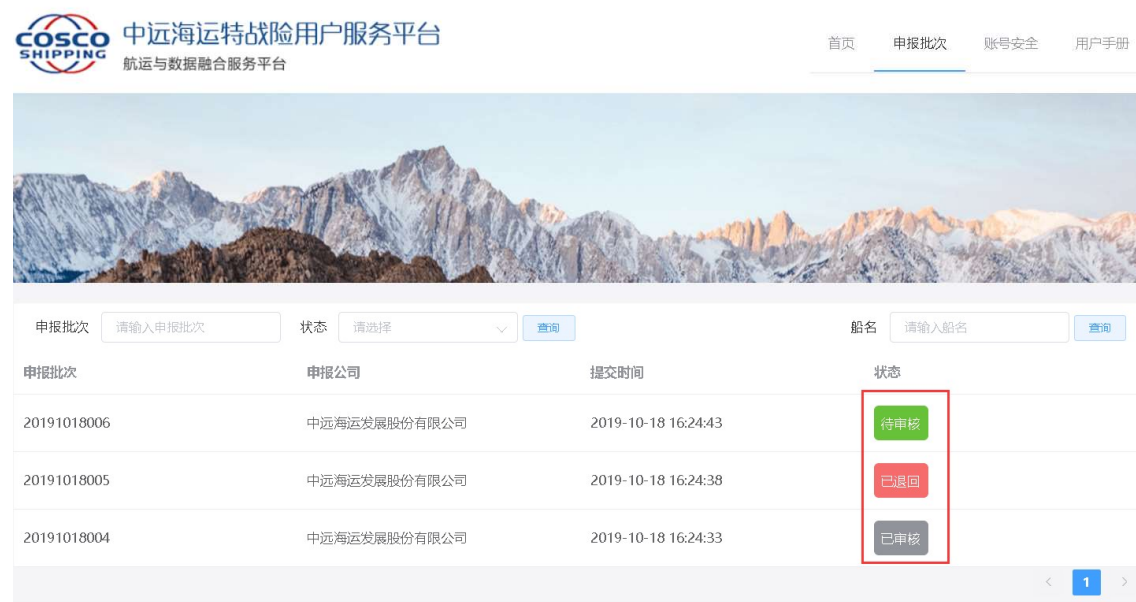 COSCO
SHIPPING
中远海运特战险用户服务平台
航运与数据融合服务平台
首页 申报批次 账号安全 用户手册
申报批次 请输入申报批次 状态 请选择 查询 船名 请输入船名 查询
申报批次 申报公司 提交时间 状态
20191018006 中远海运发展股份有限公司 2019-10-18 16:24:43 待审核
20191018005 中远海运发展股份有限公司 2019-10-18 16:24:38 已退回
20191018004 中远海运发展股份有限公司 2019-10-18 16:24:33 已审核
1